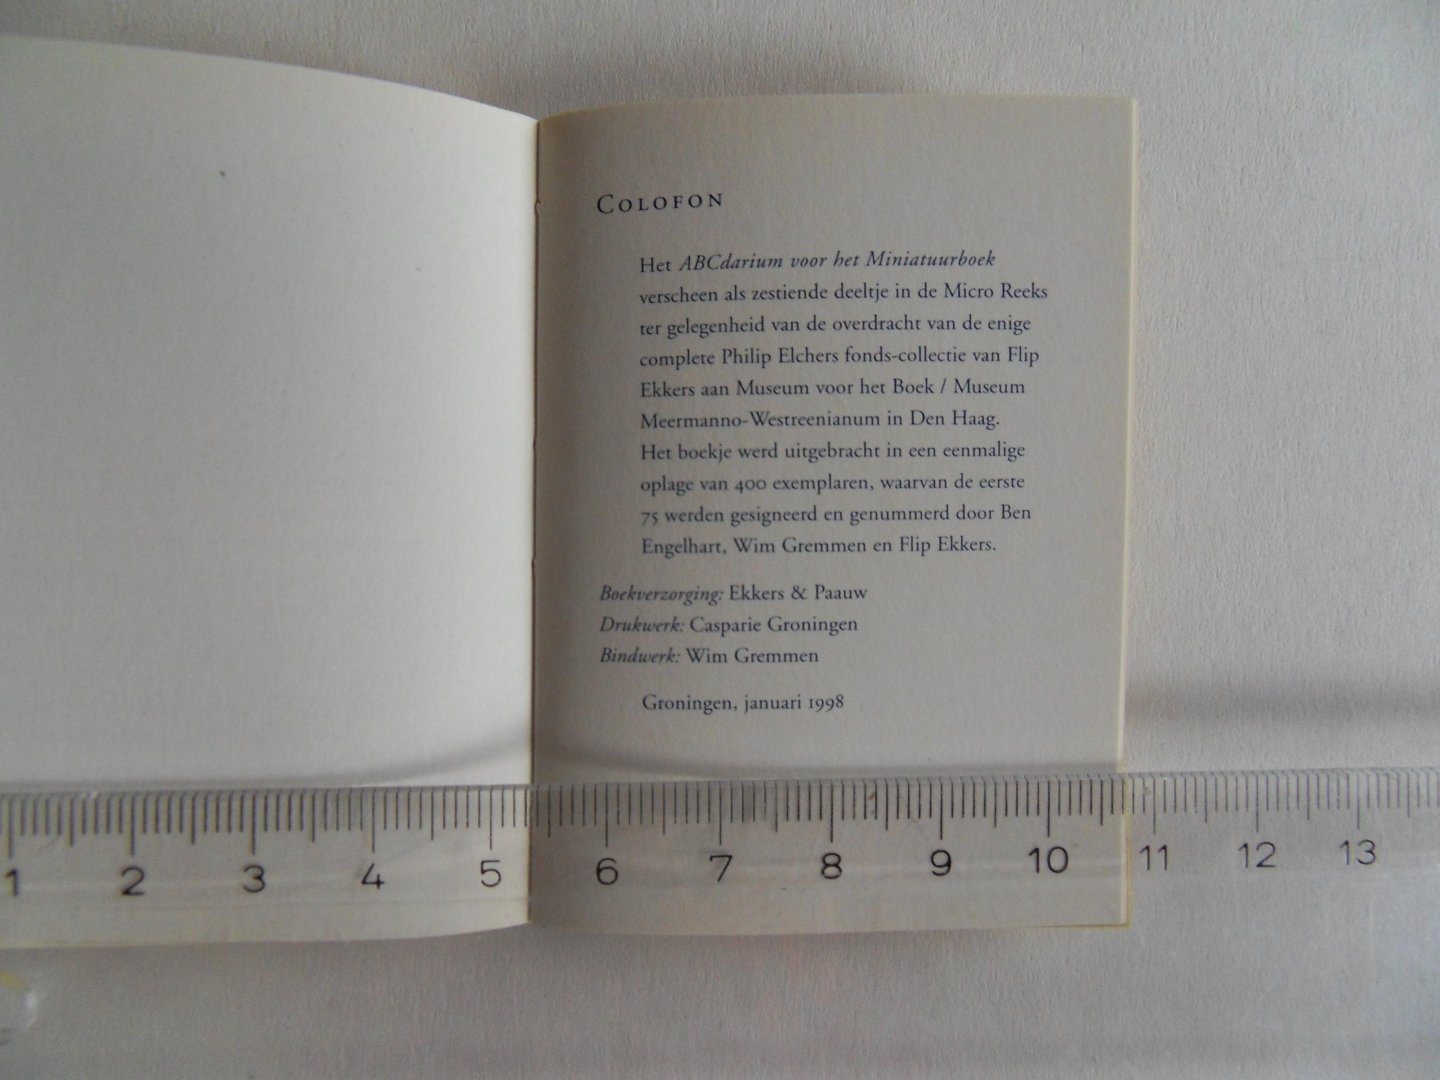 COLOFON
Het ABCdarium voor het Miniatuurboek
verscheen als zestiende deeltje in de Micro Reeks
ter gelegenheid van de overdracht van de enige
complete Philip Elchers fonds-collectie van Flip
Ekkers aan Museum voor het Boek / Museum
Meermanno-Westreenianum in Den Haag.
Het boekje werd uitgebracht in een eenmalige
oplage van 400 exemplaren, waarvan de eerste
75 werden gesigneerd en genummerd door Ben
Engelhart, Wim Gremmen en Flip Ekkers.
Boekverzorging: Ekkers & Paauw
Drukwerk: Casparie Groningen
Bindwerk: Wim Gremmen
Groningen, januari 1998
1 2 3 4 5 6 7 8 9 10 11 12 13